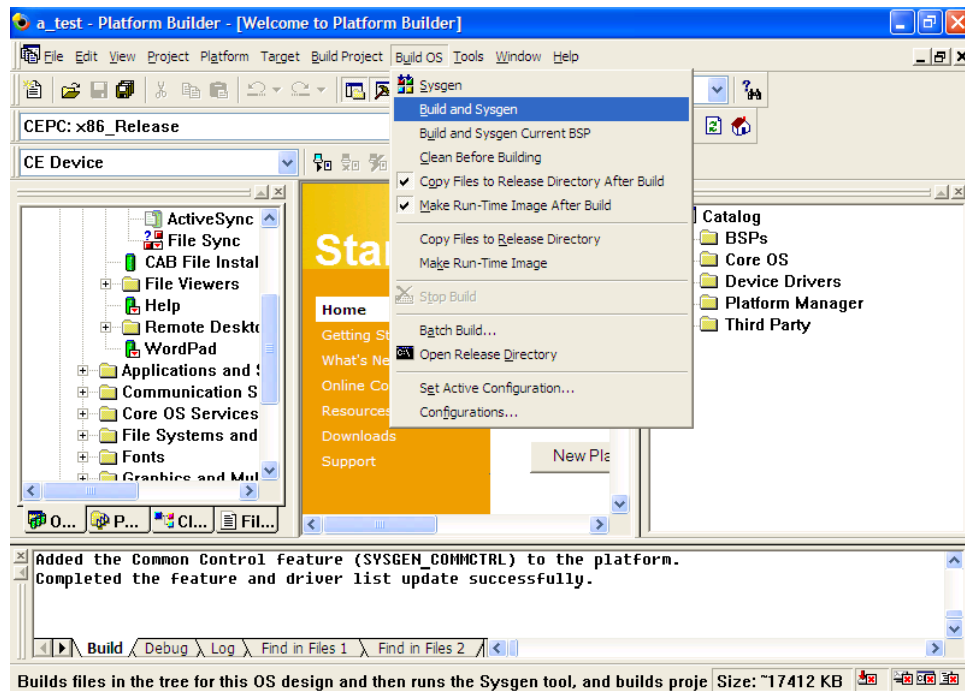 a_test - Platform Builder - [Welcome to Platform Builder]
File Edit View Project Platform Target Build Project Build OS Tools Window Help
Sysgen
Build and Sysgen
Build and Sysgen Current BSP
Clean Before Building
Copy Files to Release Directory After Build
Make Run-Time Image After Build
Copy Files to Release Directory
Make Run-Time Image
Stop Build
Batch Build...
Open Release Directory
Set Active Configuration...
Configurations...
CEPC: x86_Release
CE Device
ActiveSync
File Sync
CAB File Instal
File Viewers
Help
Remote Deskt
WordPad
Applications and
Communication S
Core OS Services
File Systems and
Fonts
Graphics and Mul
O... P... Cl... Fil...
Sta
Home
Getting St
What's Ne
Online Co
Resources
Downloads
Support
New Pla
Catalog
BSPs
Core OS
Device Drivers
Platform Manager
Third Party
Added the Common Control feature (SYSGEN_COMMCTRL) to the platform.
Completed the feature and driver list update successfully.
Build Debug Log Find in Files 1 Find in Files 2
Builds files in the tree for this OS design and then runs the Sysgen tool, and builds proje Size: ~17412 KB